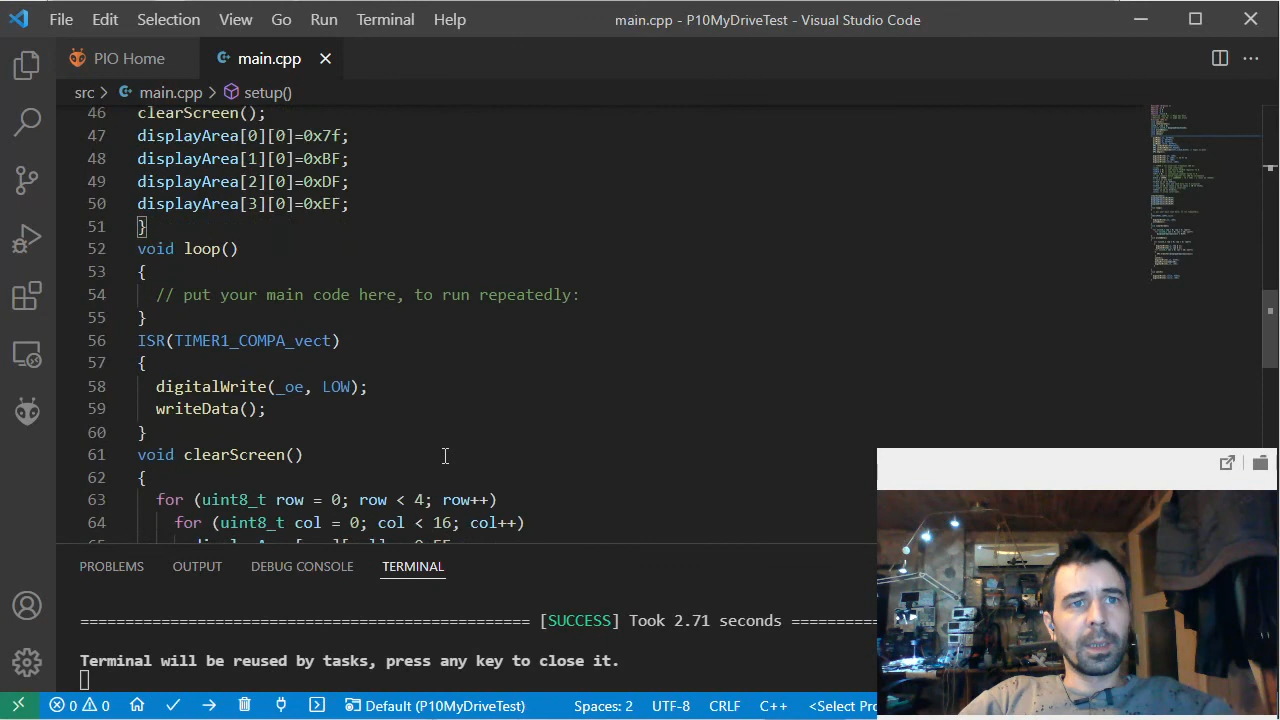 File Edit Selection View Go Run Terminal Help main.cpp - P10MyDriveTest - Visual Studio Code
PIO Home main.cpp
src > main.cpp > setup()
46 clearScreen();
47 displayArea[0][0]=0x7f;
48 displayArea[1][0]=0xBF;
49 displayArea[2][0]=0xDF;
50 displayArea[3][0]=0xEF;
51 }
52 void loop()
53 {
54 // put your main code here, to run repeatedly:
55 }
56 ISR(TIMER1_COMPA_vect)
57 {
58 digitalWrite(_oe, LOW);
59 writeData();
60 }
61 void clearScreen()
62 {
63 for (uint8_t row = 0; row < 4; row++)
64 for (uint8_t col = 0; col < 16; col++)
PROBLEMS OUTPUT DEBUG CONSOLE TERMINAL
============================================== [SUCCESS] Took 2.71 seconds ==========
Terminal will be reused by tasks, press any key to close it.
0 0 Default (P10MyDriveTest) Spaces: 2 UTF-8 CRLF C++ <Select Pro